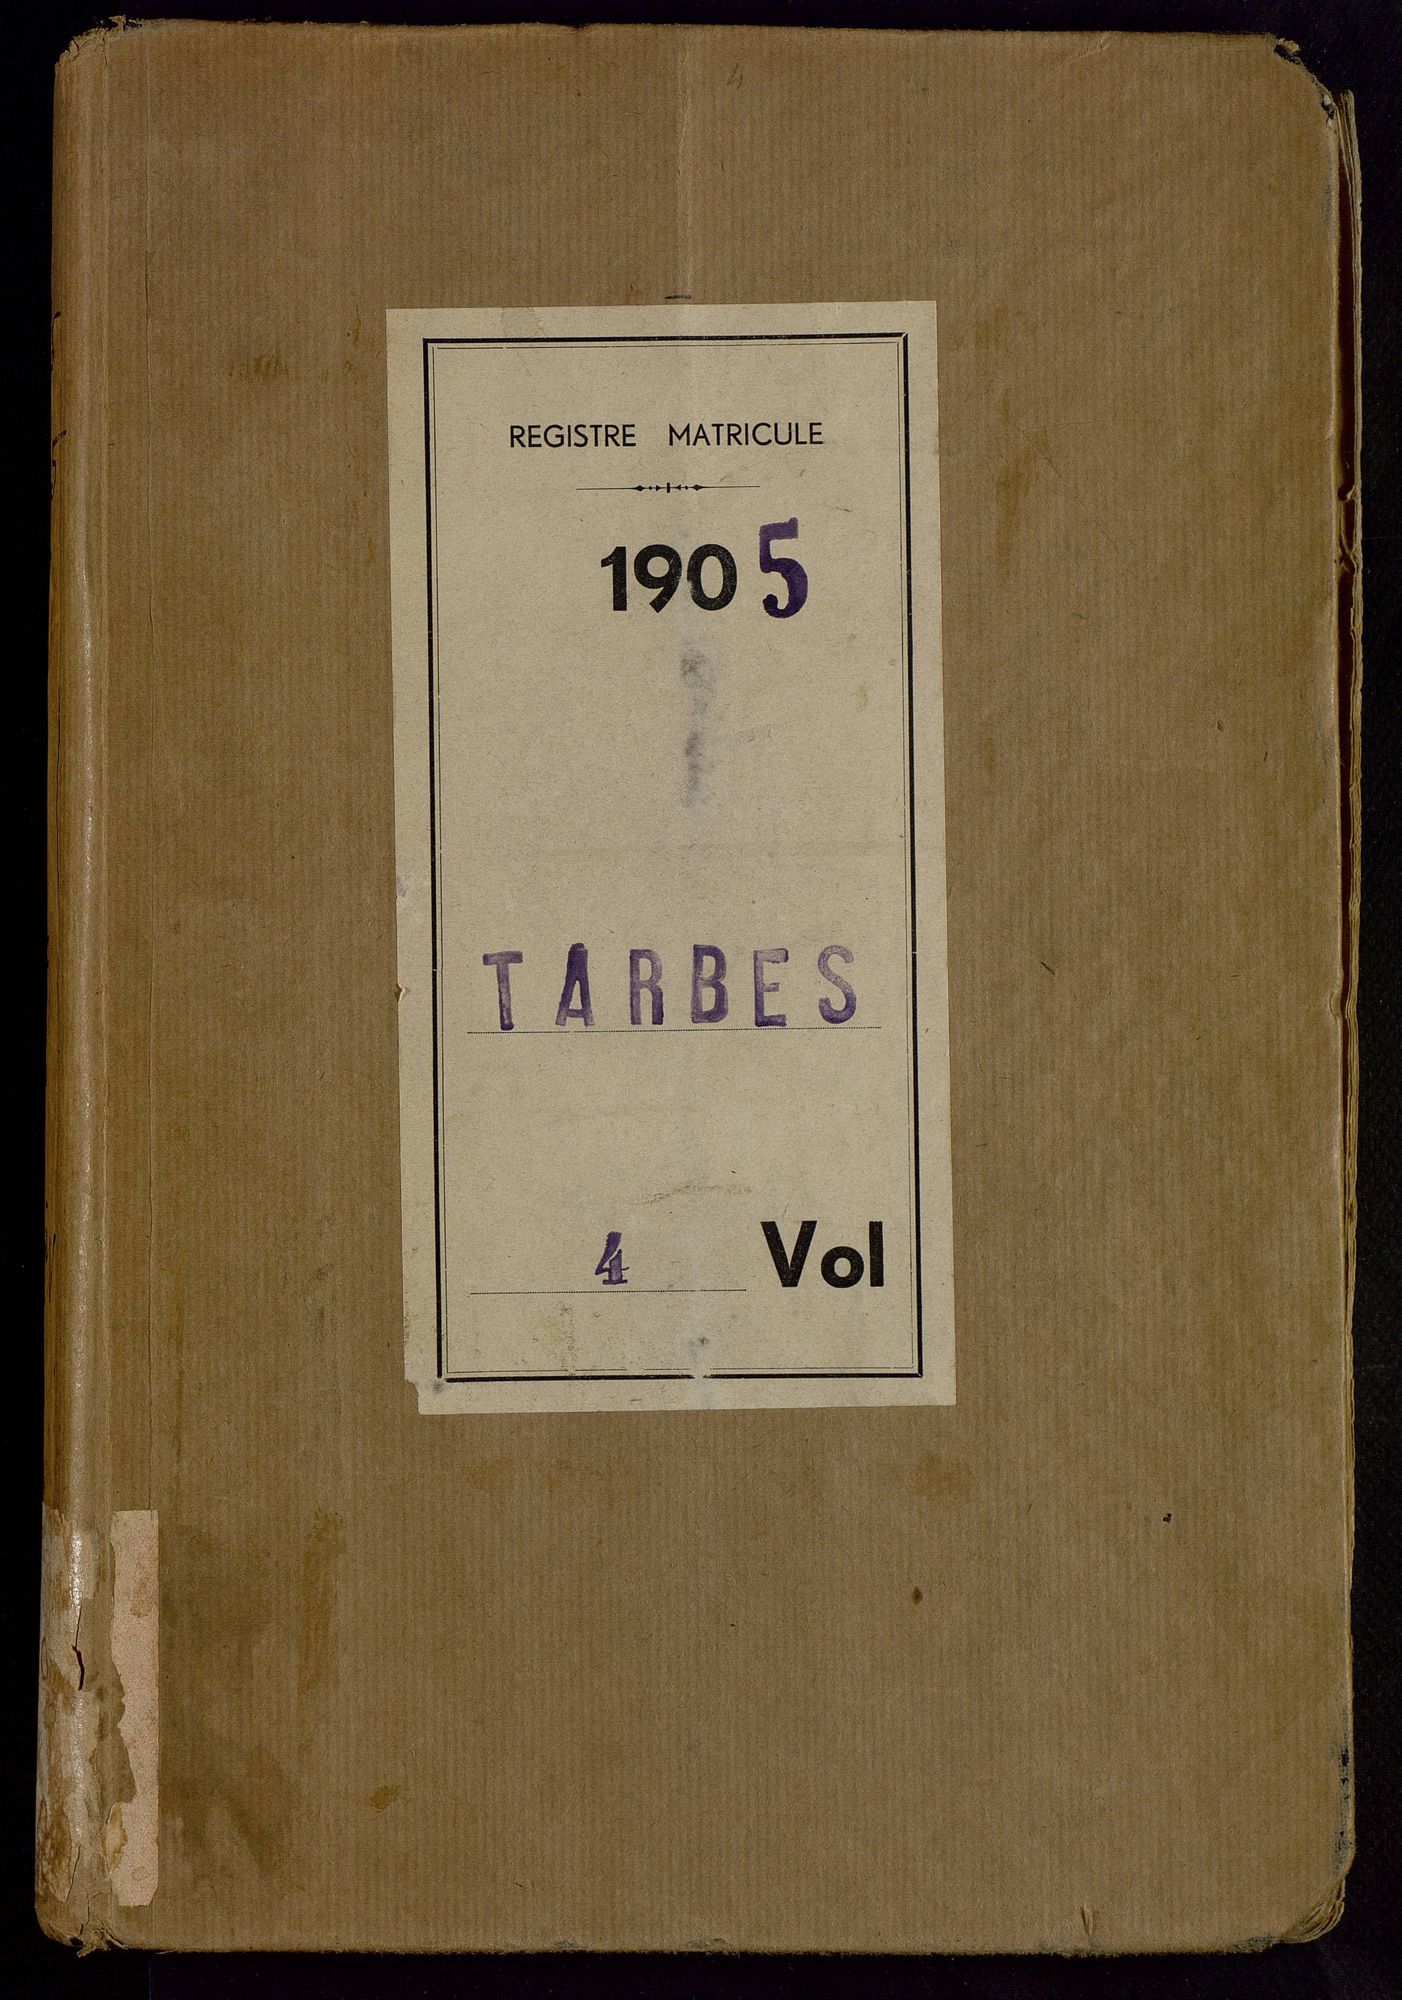 REGISTRE MATRICULE
1905
TARBES
4 Vol